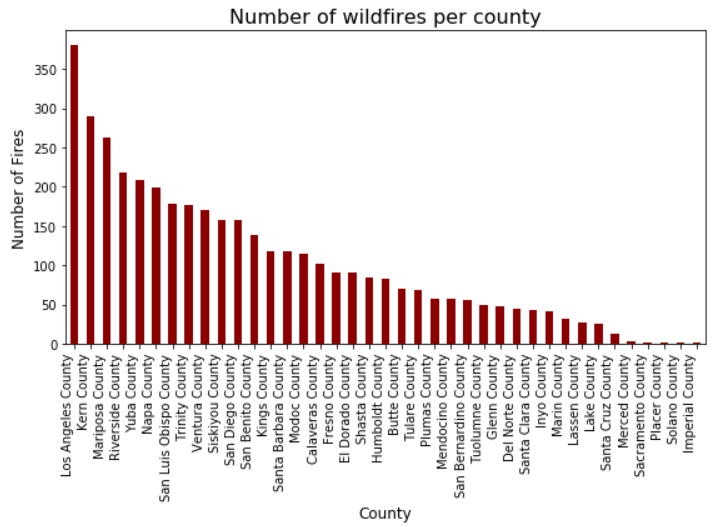 Number of wildfires per county
Number of Fires
350
300
250
200
150
100
50
0
Los Angeles County
Kern County
Mariposa County
Riverside County
Yuba County
Napa County
San Luis Obispo County
Trinity County
Ventura County
Siskiyou County
San Diego County
San Benito County
Kings County
Santa Barbara County
Modoc County
Calaveras County
Fresno County
El Dorado County
Shasta County
Humboldt County
Butte County
Tulare County
Plumas County
Mendocino County
San Bernardino County
Tuolumne County
Glenn County
Del Norte County
Santa Clara County
Inyo County
Marin County
Lassen County
Lake County
Santa Cruz County
Merced County
Sacramento County
Placer County
Solano County
Imperial County
County